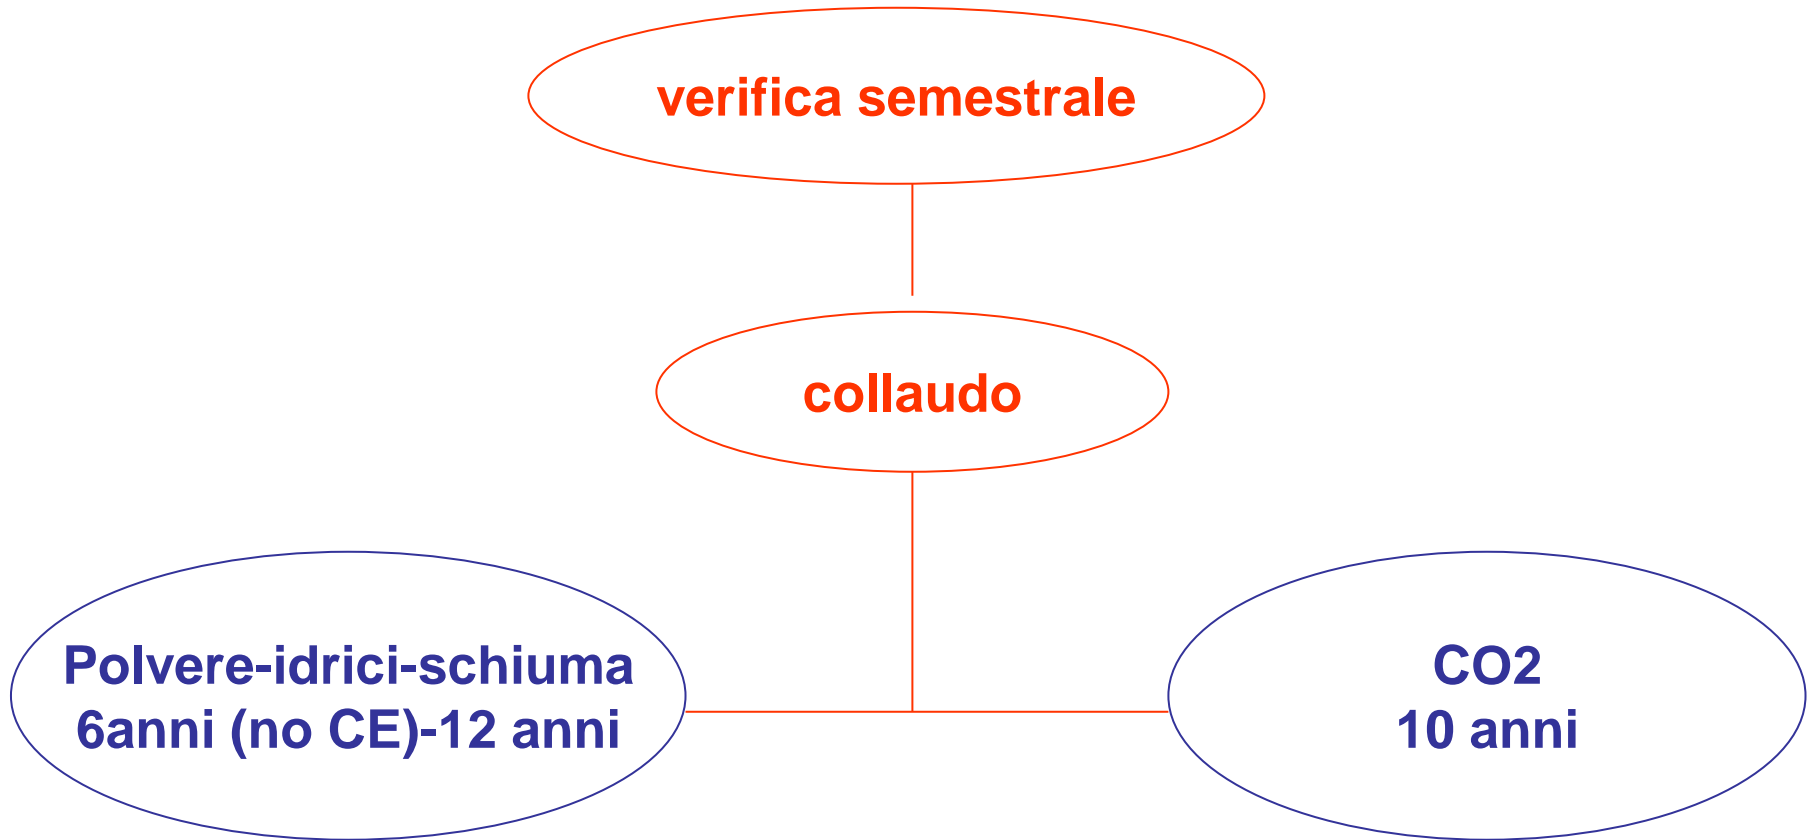 verifica semestrale
collaudo
Polvere-idrici-schiuma
6anni (no CE)-12 anni
CO2
10 anni